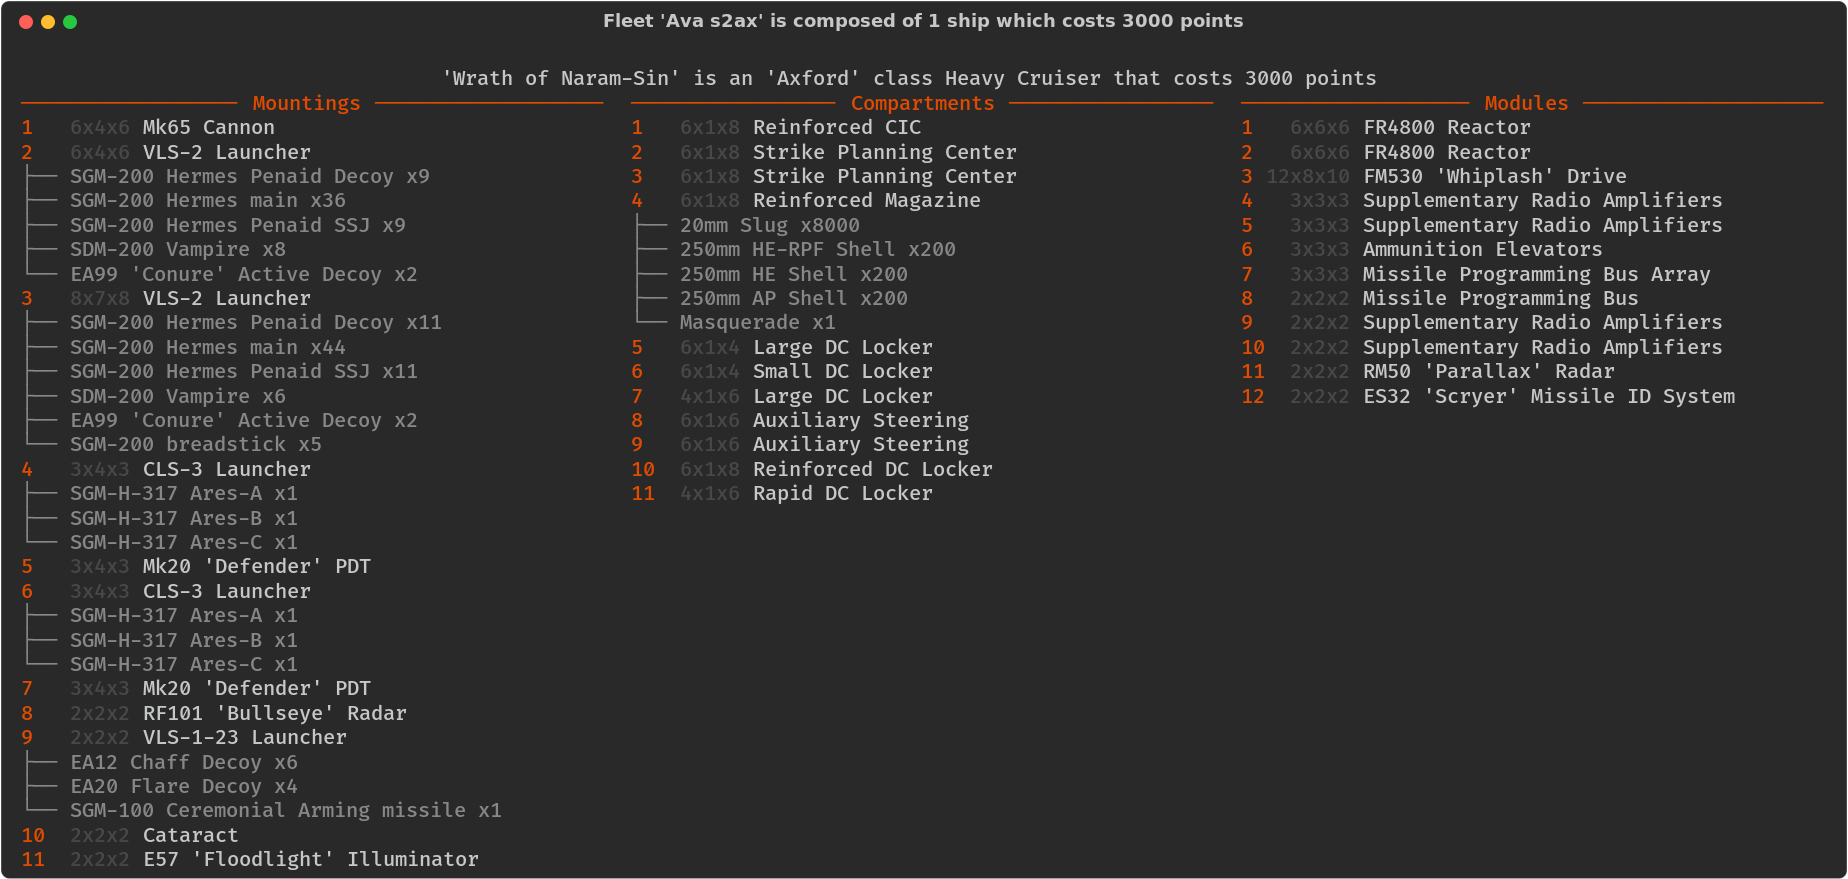 Fleet 'Ava s2ax' is composed of 1 ship which costs 3000 points
'Wrath of Naram-Sin' is an 'Axford' class Heavy Cruiser that costs 3000 points
Mountings
1 6x4x6 Mk65 Cannon
2 6x4x6 VLS-2 Launcher
SGM-200 Hermes Penaid Decoy x9
SGM-200 Hermes main x36
SGM-200 Hermes Penaid SSJ x9
SDM-200 Vampire x8
EA99 'Conure' Active Decoy x2
3 8x7x8 VLS-2 Launcher
SGM-200 Hermes Penaid Decoy x11
SGM-200 Hermes main x44
SGM-200 Hermes Penaid SSJ x11
SDM-200 Vampire x6
EA99 'Conure' Active Decoy x2
SGM-200 breadstick x5
4 3x4x3 CLS-3 Launcher
SGM-H-317 Ares-A x1
SGM-H-317 Ares-B x1
SGM-H-317 Ares-C x1
5 3x4x3 Mk20 'Defender' PDT
6 3x4x3 CLS-3 Launcher
SGM-H-317 Ares-A x1
SGM-H-317 Ares-B x1
SGM-H-317 Ares-C x1
7 3x4x3 Mk20 'Defender' PDT
8 2x2x2 RF101 'Bullseye' Radar
9 2x2x2 VLS-1-23 Launcher
EA12 Chaff Decoy x6
EA20 Flare Decoy x4
SGM-100 Ceremonial Arming missile x1
10 2x2x2 Cataract
11 2x2x2 E57 'Floodlight' Illuminator
Compartments
1 6x1x8 Reinforced CIC
2 6x1x8 Strike Planning Center
3 6x1x8 Strike Planning Center
4 6x1x8 Reinforced Magazine
20mm Slug x8000
250mm HE-RPF Shell x200
250mm HE Shell x200
250mm AP Shell x200
Masquerade x1
5 6x1x4 Large DC Locker
6 6x1x4 Small DC Locker
7 4x1x6 Large DC Locker
8 6x1x6 Auxiliary Steering
9 6x1x6 Auxiliary Steering
10 6x1x8 Reinforced DC Locker
11 4x1x6 Rapid DC Locker
Modules
1 6x6x6 FR4800 Reactor
2 6x6x6 FR4800 Reactor
3 12x8x10 FM530 'Whiplash' Drive
4 3x3x3 Supplementary Radio Amplifiers
5 3x3x3 Supplementary Radio Amplifiers
6 3x3x3 Ammunition Elevators
7 3x3x3 Missile Programming Bus Array
8 2x2x2 Missile Programming Bus
9 2x2x2 Supplementary Radio Amplifiers
10 2x2x2 Supplementary Radio Amplifiers
11 2x2x2 RM50 'Parallax' Radar
12 2x2x2 ES32 'Scryer' Missile ID System